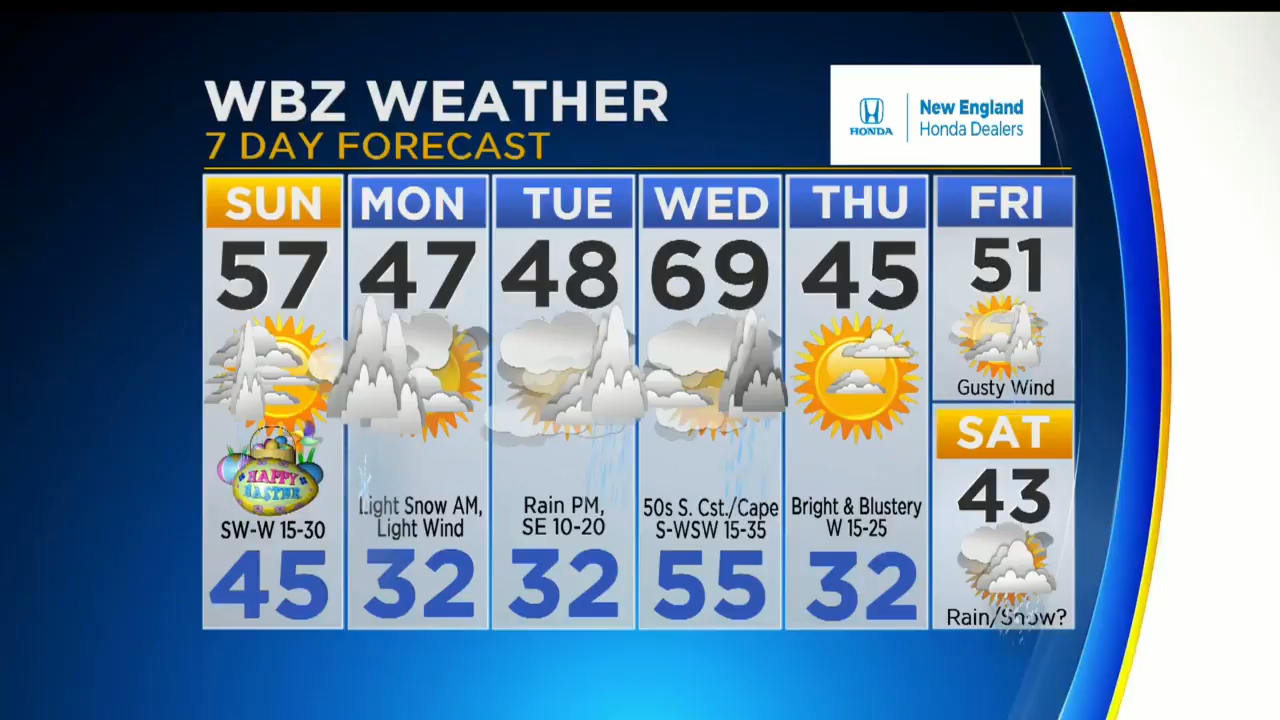 WBZ WEATHER
7 DAY FORECAST
HONDA
New England
Honda Dealers
SUN
57
HAPPY
EASTER
SW-W 15-30
45
MON
47
Light Snow AM,
Light Wind
32
TUE
48
Rain PM,
SE 10-20
32
WED
69
50s S. Cst./Cape
S-WSW 15-35
55
THU
45
Bright & Blustery
W 15-25
32
FRI
51
Gusty Wind
SAT
43
Rain/Snow?